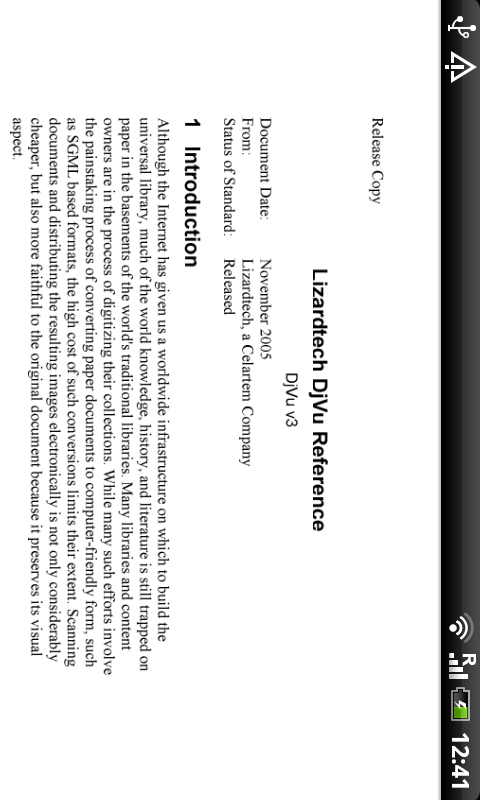 R 12:41
Release Copy
Lizardtech DjVu Reference
DjVu v3
Document Date: November 2005
From: Lizardtech, a Celartem Company
Status of Standard: Released
1 Introduction
Although the Internet has given us a worldwide infrastructure on which to build the
universal library, much of the world knowledge, history, and literature is still trapped on
paper in the basements of the world's traditional libraries. Many libraries and content
owners are in the process of digitizing their collections. While many such efforts involve
the painstaking process of converting paper documents to computer-friendly form, such
as SGML based formats, the high cost of such conversions limits their extent. Scanning
documents and distributing the resulting images electronically is not only considerably
cheaper, but also more faithful to the original document because it preserves its visual
aspect.